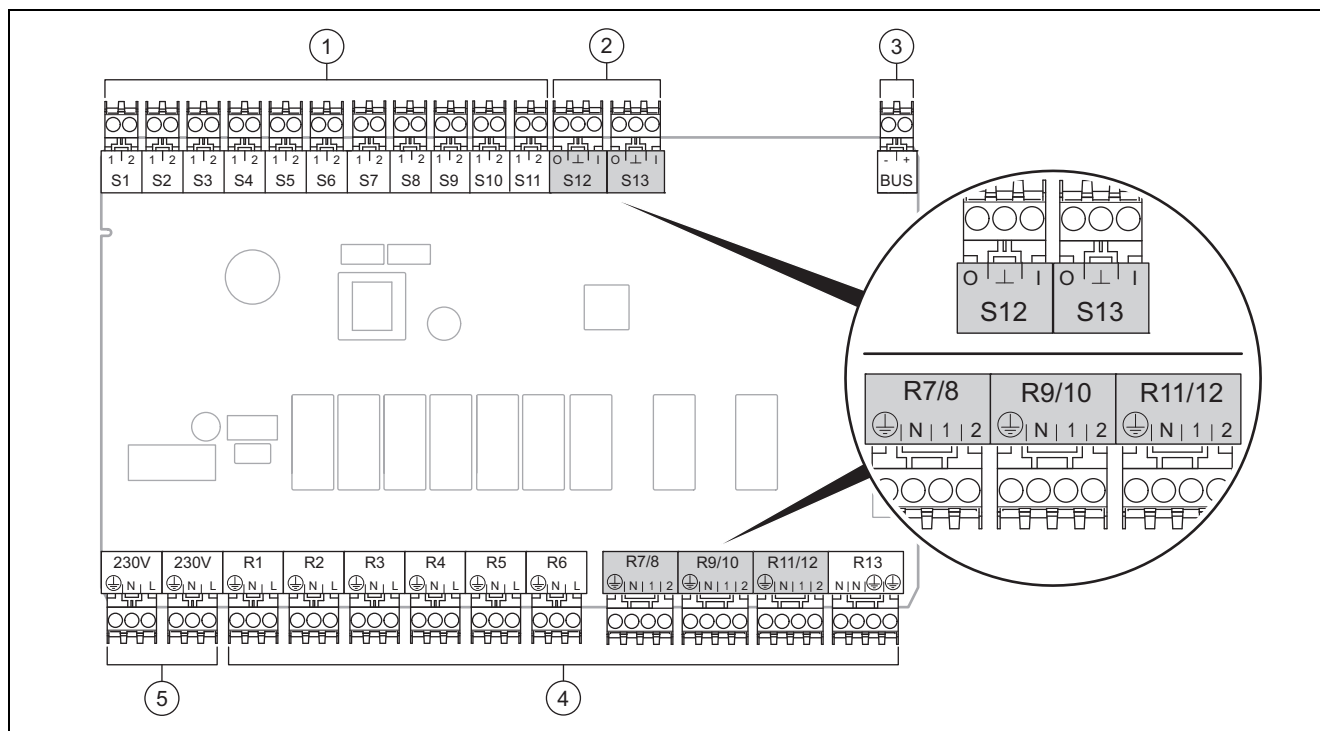 1 2 3
1 2 1 2 1 2 1 2 1 2 1 2 1 2 1 2 1 2 1 2 1 2 O ⊥ I O ⊥ I - +
S1 S2 S3 S4 S5 S6 S7 S8 S9 S10 S11 S12 S13 BUS
O ⊥ I O ⊥ I
S12 S13
R7/8 R9/10 R11/12
N 1 2 N 1 2 N 1 2
230V 230V R1 R2 R3 R4 R5 R6 R7/8 R9/10 R11/12 R13
N L N L N L N L N L N L N L N L N 1 2 N 1 2 N 1 2 N N
5 4